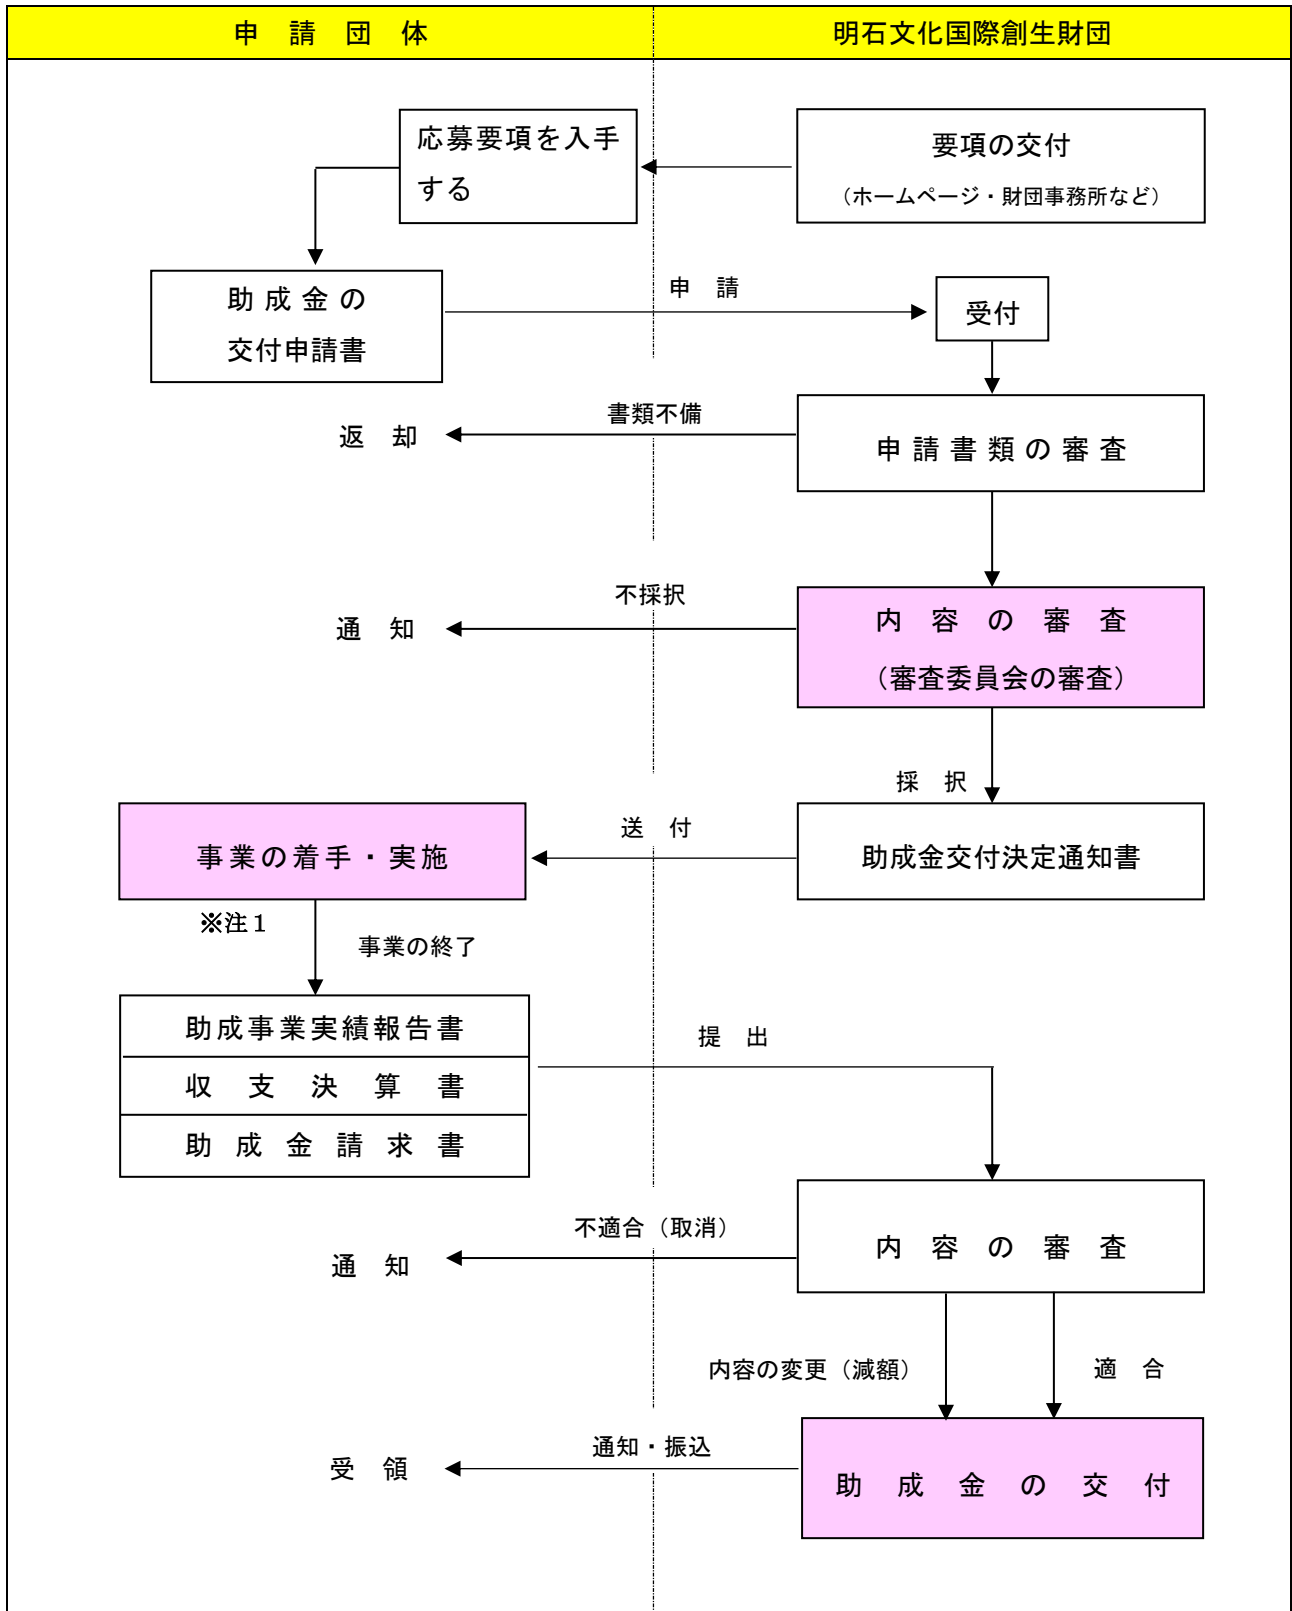 申請団体
明石文化国際創生財団
要項の交付
（ホームページ・財団事務所など）
応募要項を入手
する
助成金の
交付申請書
申請
受付
申請書類の審査
書類不備
返却
内容の審査
（審査委員会の審査）
不採択
通知
採択
助成金交付決定通知書
送付
事業の着手・実施
※注１
事業の終了
助成事業実績報告書
収支決算書
助成金請求書
提出
内容の審査
不適合（取消）
通知
内容の変更（減額）
適合
助成金の交付
通知・振込
受領